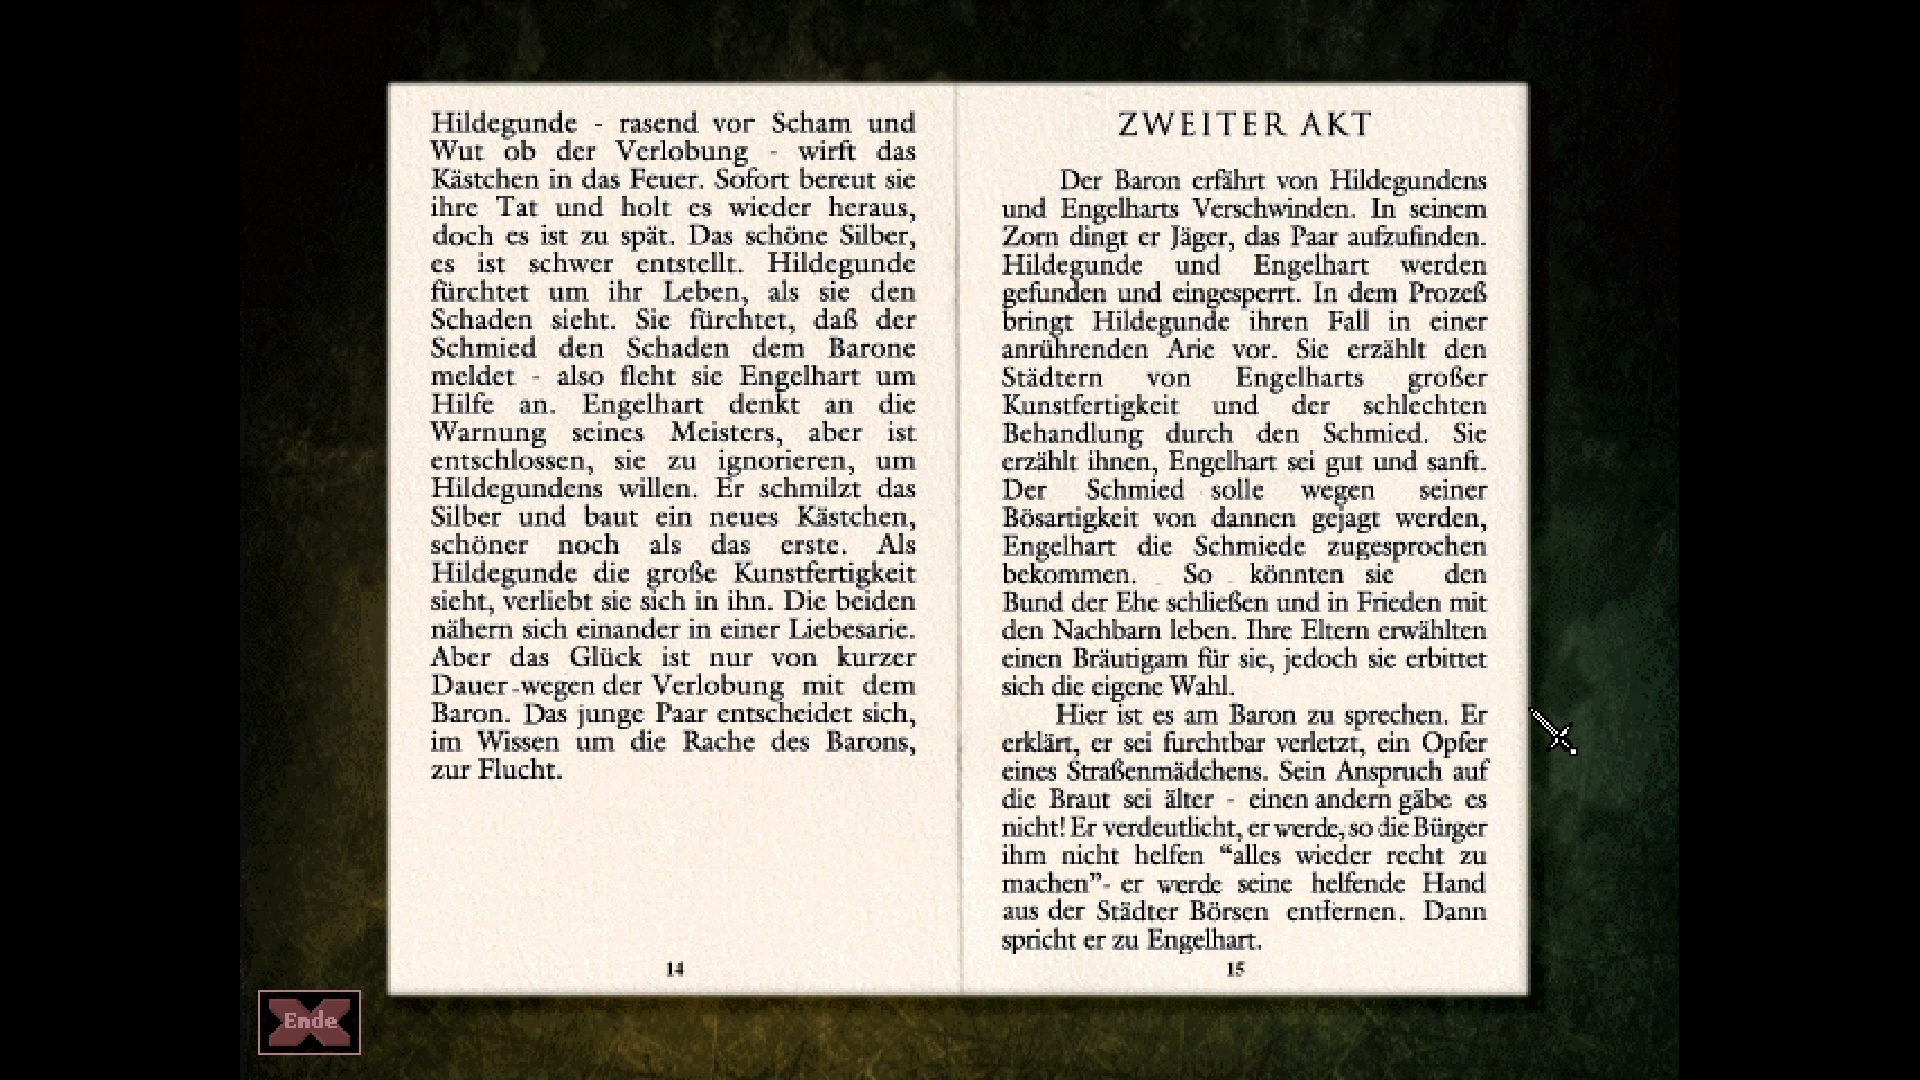 Hildegunde - rasend vor Scham und
Wut ob der Verlobung - wirft das
Kästchen in das Feuer. Sofort bereut sie
ihre Tat und holt es wieder heraus,
doch es ist zu spät. Das schöne Silber,
es ist schwer entstellt. Hildegunde
fürchtet um ihr Leben, als sie den
Schaden sieht. Sie fürchtet, daß der
Schmied den Schaden dem Barone
meldet - also fleht sie Engelhart um
Hilfe an. Engelhart denkt an die
Warnung seines Meisters, aber ist
entschlossen, sie zu ignorieren, um
Hildegundens willen. Er schmilzt das
Silber und baut ein neues Kästchen,
schöner noch als das erste. Als
Hildegunde die große Kunstfertigkeit
sieht, verliebt sie sich in ihn. Die beiden
nähern sich einander in einer Liebesarie.
Aber das Glück ist nur von kurzer
Dauer -wegen der Verlobung mit dem
Baron. Das junge Paar entscheidet sich,
im Wissen um die Rache des Barons,
zur Flucht.
14
ZWEITER AKT
Der Baron erfährt von Hildegundens
und Engelharts Verschwinden. In seinem
Zorn dingt er Jäger, das Paar aufzufinden.
Hildegunde und Engelhart werden
gefunden und eingesperrt. In dem Prozeß
bringt Hildegunde ihren Fall in einer
anrührenden Arie vor. Sie erzählt den
Städtern von Engelharts großer
Kunstfertigkeit und der schlechten
Behandlung durch den Schmied. Sie
erzählt ihnen, Engelhart sei gut und sanft.
Der Schmied solle wegen seiner
Bösartigkeit von dannen gejagt werden,
Engelhart die Schmiede zugesprochen
bekommen. So könnten sie den
Bund der Ehe schließen und in Frieden mit
den Nachbarn leben. Ihre Eltern erwählten
einen Bräutigam für sie, jedoch sie erbittet
sich die eigene Wahl.
Hier ist es am Baron zu sprechen. Er
erklärt, er sei furchtbar verletzt, ein Opfer
eines Straßenmädchens. Sein Anspruch auf
die Braut sei älter - einen andern gäbe es
nicht! Er verdeutlicht, er werde, so die Bürger
ihm nicht helfen “alles wieder recht zu
machen”- er werde seine helfende Hand
aus der Städter Börsen entfernen. Dann
spricht er zu Engelhart.
15
Ende